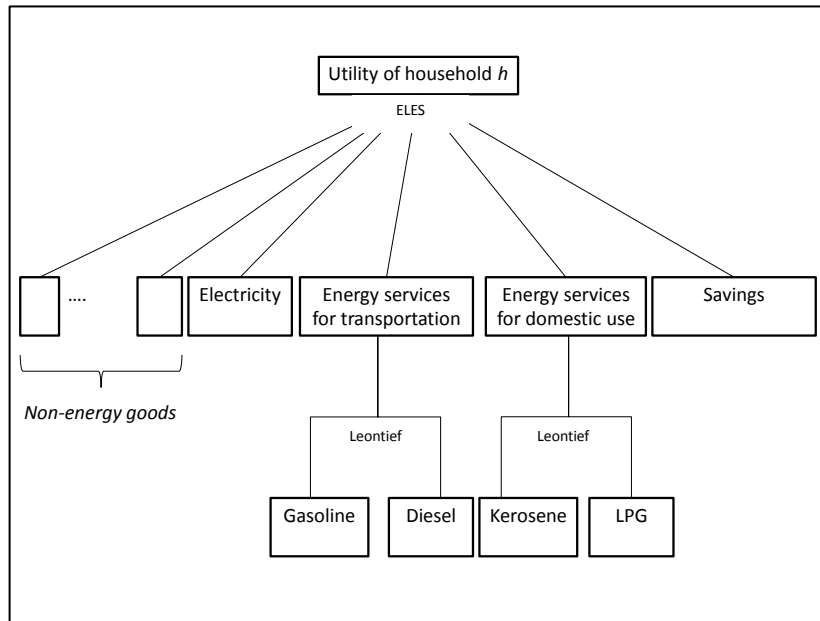 Utility of household h
ELES
....
Electricity
Energy services
for transportation
Energy services
for domestic use
Savings
Non-energy goods
Leontief
Leontief
Gasoline
Diesel
Kerosene
LPG